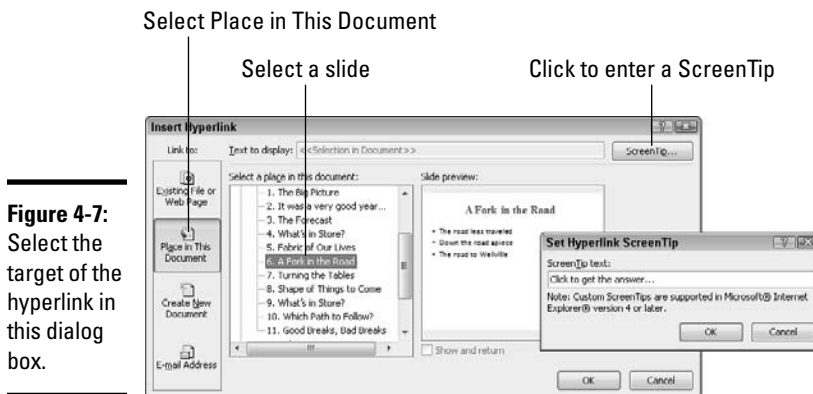 Select Place in This Document
Select a slide
Click to enter a ScreenTip
Figure 4-7:
Select the
target of the
hyperlink in
this dialog
box.
Insert Hyperlink
Link to:
Text to display: <<Selection in Document>>
ScreenTip...
Existing File or
Web Page
Place in This
Document
Create New
Document
E-mail Address
Select a place in this document:
1. The Big Picture
2. It was a very good year...
3. The Forecast
4. What's in Store?
5. Fabric of Our Lives
6. A Fork in the Road
7. Turning the Tables
8. Shape of Things to Come
9. What's in Store?
10. Which Path to Follow?
11. Good Breaks, Bad Breaks
Slide preview:
A Fork in the Road
• The road less traveled
• Down the road apiece
• The road to Wellville
Show and return
OK
Cancel
Set Hyperlink ScreenTip
ScreenTip text:
Click to get the answer...
Note: Custom ScreenTips are supported in Microsoft® Internet
Explorer® version 4 or later.
OK
Cancel